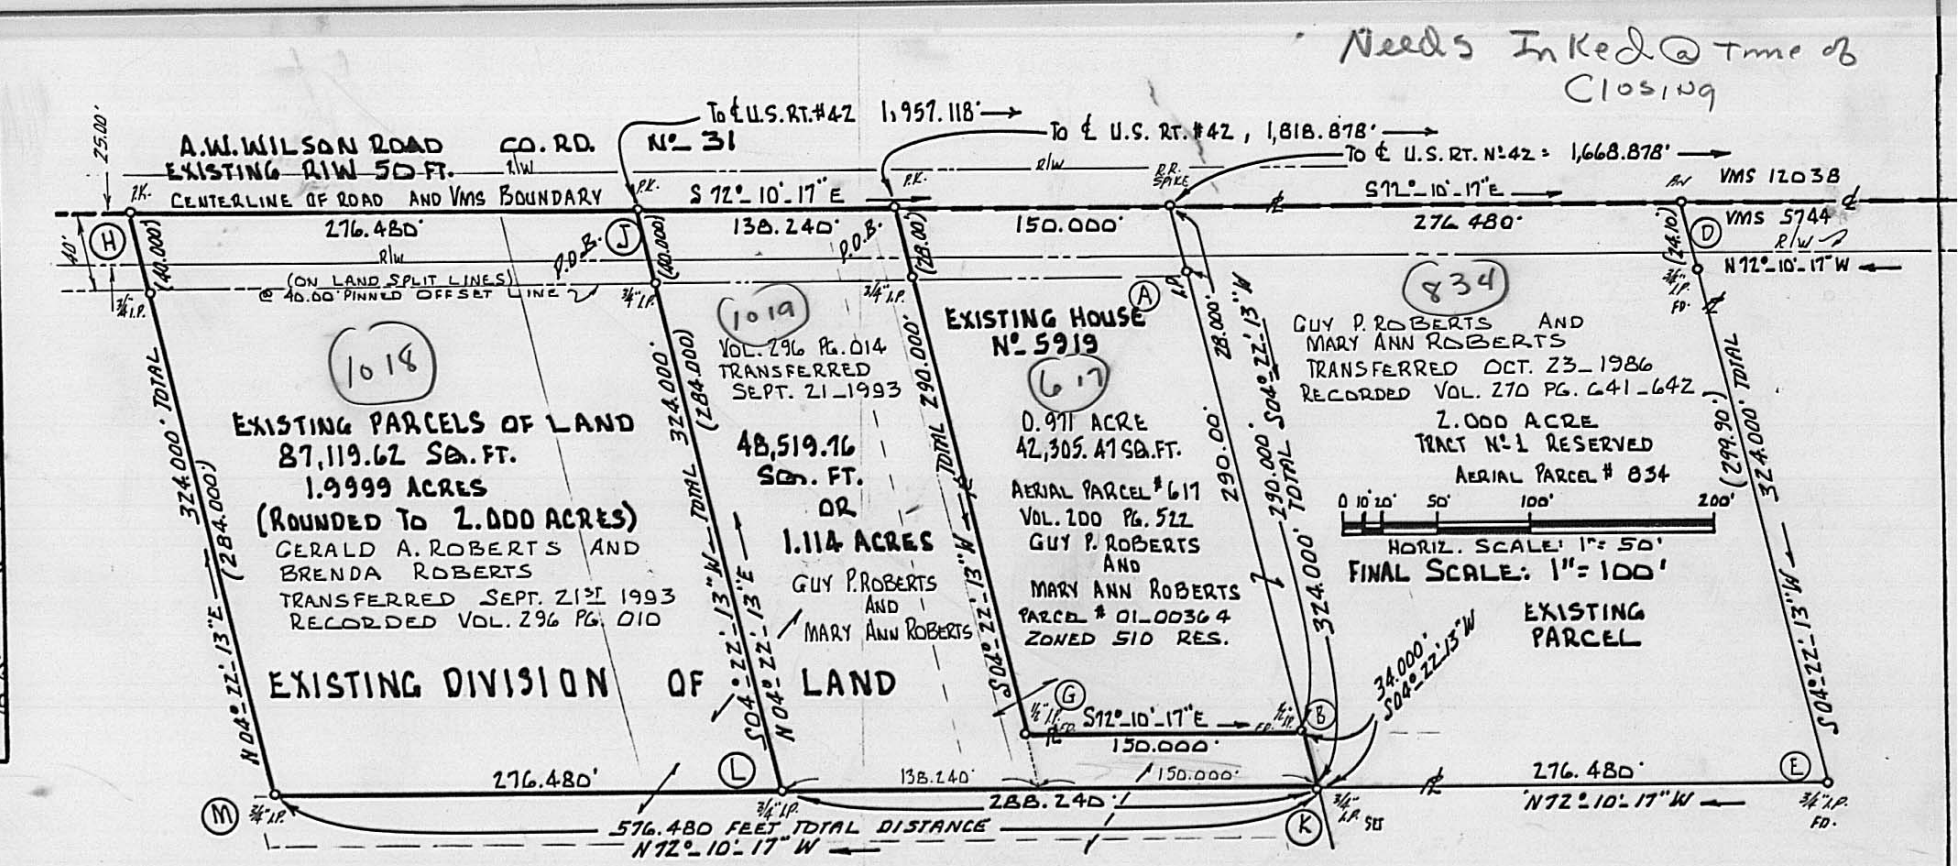 Needs Inked @ Time of
Closing
25.00'
A.W. WILSON ROAD CO. RD. Nº 31
EXISTING R/W 50 FT. R/W
To ℄ U.S. RT. #42 1,957.118'
To ℄ U.S. RT. #42, 1,818.878'
To ℄ U.S. RT. Nº 42 = 1,668.878'
R/W
P.K.
CENTERLINE OF ROAD AND VMS BOUNDARY
P.K.
S 72°-10'-17" E
P.K.
R.R. SPIKE
S 72°-10'-17" E
VMS 12038
℄
276.480'
138.240'
150.000'
276.480'
VMS 5744
R/W
N 72°-10'-17" W
40'
H
J
D
A
(40.000)
(40.000)
(28.00)
(24.10)
R/W
P.O.B.
P.O.B.
(ON LAND SPLIT LINES)
@ 40.00' PINNED OFFSET LINE
3/4" I.P.
3/4" I.P.
3/4" I.P.
I.P.
3/4" I.P. FD.
1018
EXISTING PARCELS OF LAND
87,119.62 SQ. FT.
1.9999 ACRES
(ROUNDED TO 2.000 ACRES)
GERALD A. ROBERTS AND
BRENDA ROBERTS
TRANSFERRED SEPT. 21ST 1993
RECORDED VOL. 296 PG. 010
N 04°-22'-13" E
324.000' TOTAL
(284.000')
1019
VOL. 296 PG. 014
TRANSFERRED
SEPT. 21-1993
48,519.76
SQ. FT.
OR
1.114 ACRES
GUY P. ROBERTS
AND
MARY ANN ROBERTS
S 04°-22'-13" W TOTAL 324.000'
(284.000)
N 04°-22'-13" E
S 04°-22'-13" W TOTAL 290.000'
EXISTING HOUSE
Nº 5919
617
0.971 ACRE
42,305.47 SQ. FT.
AERIAL PARCEL #617
VOL. 200 PG. 522
GUY P. ROBERTS
AND
MARY ANN ROBERTS
PARCEL # 01-00364
ZONED 510 RES.
28.000'
290.00'
290.000' TOTAL S 04°-22'-13" W
324.000' TOTAL
834
GUY P. ROBERTS AND
MARY ANN ROBERTS
TRANSFERRED OCT. 23-1986
RECORDED VOL. 270 PG. 641-642
2.000 ACRE
TRACT Nº 1 RESERVED
AERIAL PARCEL # 834
0 10' 20' 50' 100' 200'
HORIZ. SCALE: 1" = 50'
FINAL SCALE: 1" = 100'
EXISTING
PARCEL
(299.90')
S 04°-22'-13" W 324.000' TOTAL
34.000'
S 04°-22'-13" W
EXISTING DIVISION OF LAND
G
FD.
S 72°-10'-17" E
FD.
B
150.000'
276.480'
L
138.240'
150.000'
276.480'
E
M
3/4" I.P.
3/4" I.P.
288.240'
3/4" I.P. SET
N 72°-10'-17" W
3/4" I.P.
FD.
K
576.480 FEET TOTAL DISTANCE
N 72°-10'-17" W